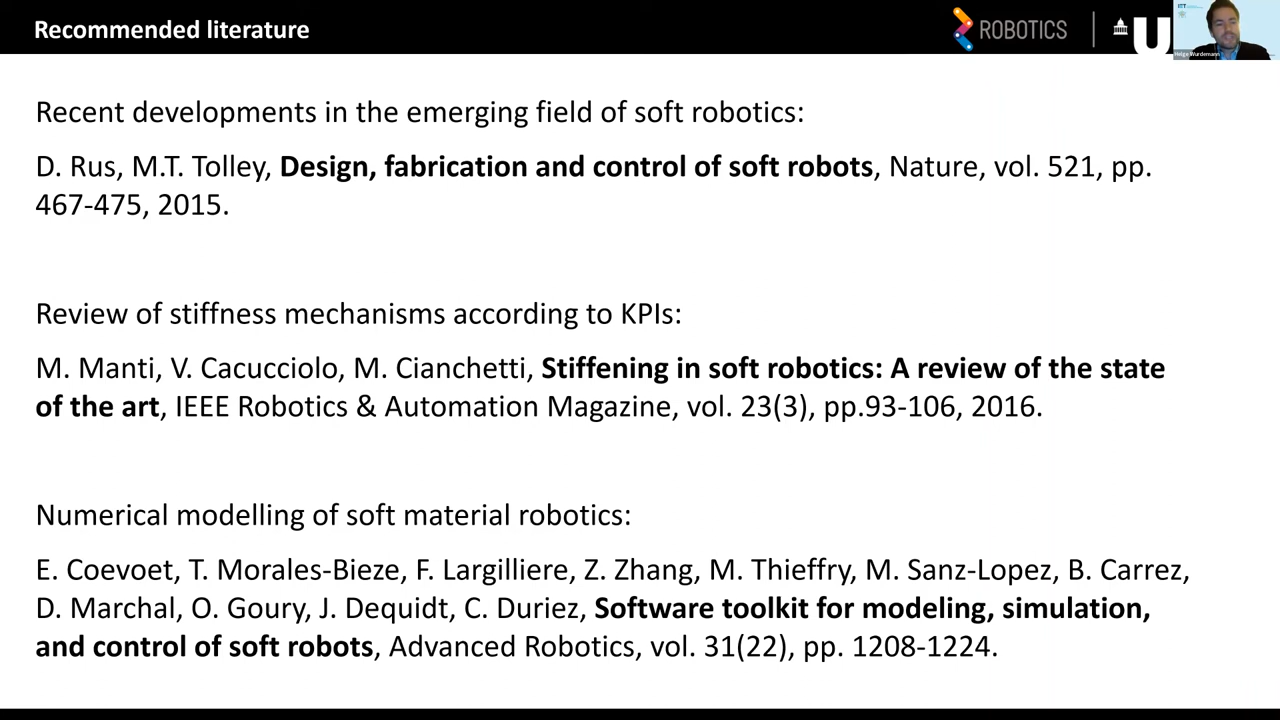 Recommended literature
ROBOTICS
U
IET
Helge Wurdemann
Recent developments in the emerging field of soft robotics:
D. Rus, M.T. Tolley, Design, fabrication and control of soft robots, Nature, vol. 521, pp.
467-475, 2015.
Review of stiffness mechanisms according to KPIs:
M. Manti, V. Cacucciolo, M. Cianchetti, Stiffening in soft robotics: A review of the state
of the art, IEEE Robotics & Automation Magazine, vol. 23(3), pp.93-106, 2016.
Numerical modelling of soft material robotics:
E. Coevoet, T. Morales-Bieze, F. Largilliere, Z. Zhang, M. Thieffry, M. Sanz-Lopez, B. Carrez,
D. Marchal, O. Goury, J. Dequidt, C. Duriez, Software toolkit for modeling, simulation,
and control of soft robots, Advanced Robotics, vol. 31(22), pp. 1208-1224.